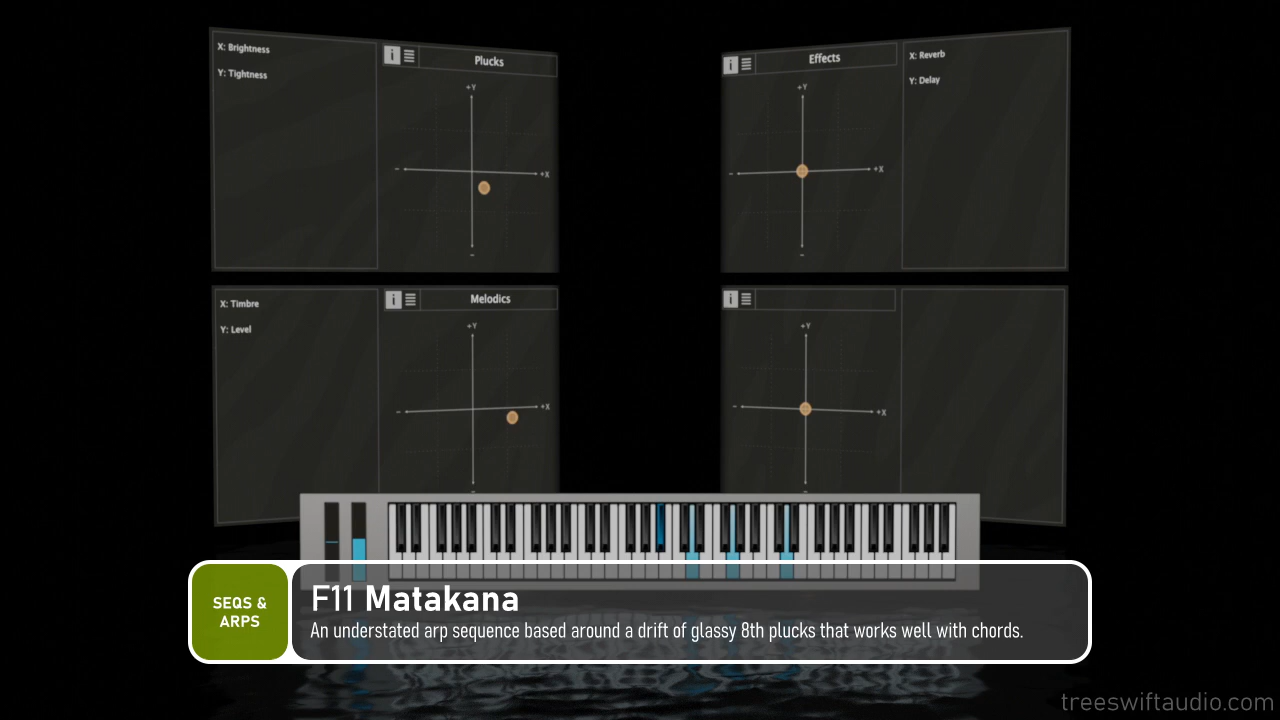 X: Brightness
Y: Tightness
i
Plucks
+Y
-
+X
-
i
Effects
+Y
-
+X
-
X: Reverb
Y: Delay
X: Timbre
Y: Level
i
Melodics
+Y
-
+X
-
i
+Y
-
+X
SEQS &
ARPS
F11 Matakana
An understated arp sequence based around a drift of glassy 8th plucks that works well with chords.
treeswiftaudio.com